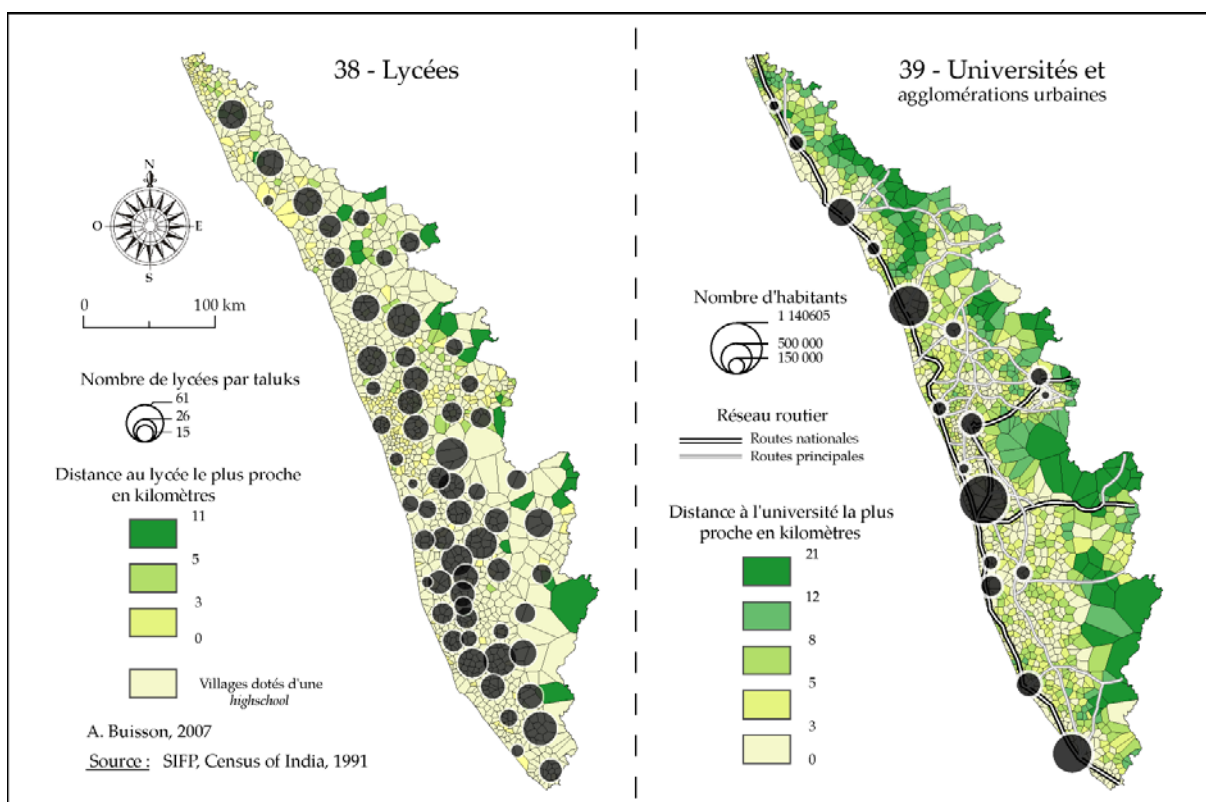 38 - Lycées
N
O
E
S
0
100 km
Nombre de lycées par taluks
61
26
15
Distance au lycée le plus proche
en kilomètres
11
5
3
0
Villages dotés d'une
highschool
A. Buisson, 2007
Source : SIFP, Census of India, 1991
39 - Universités et
agglomérations urbaines
Nombre d'habitants
1 140605
500 000
150 000
Réseau routier
Routes nationales
Routes principales
Distance à l'université la plus
proche en kilomètres
21
12
8
5
3
0